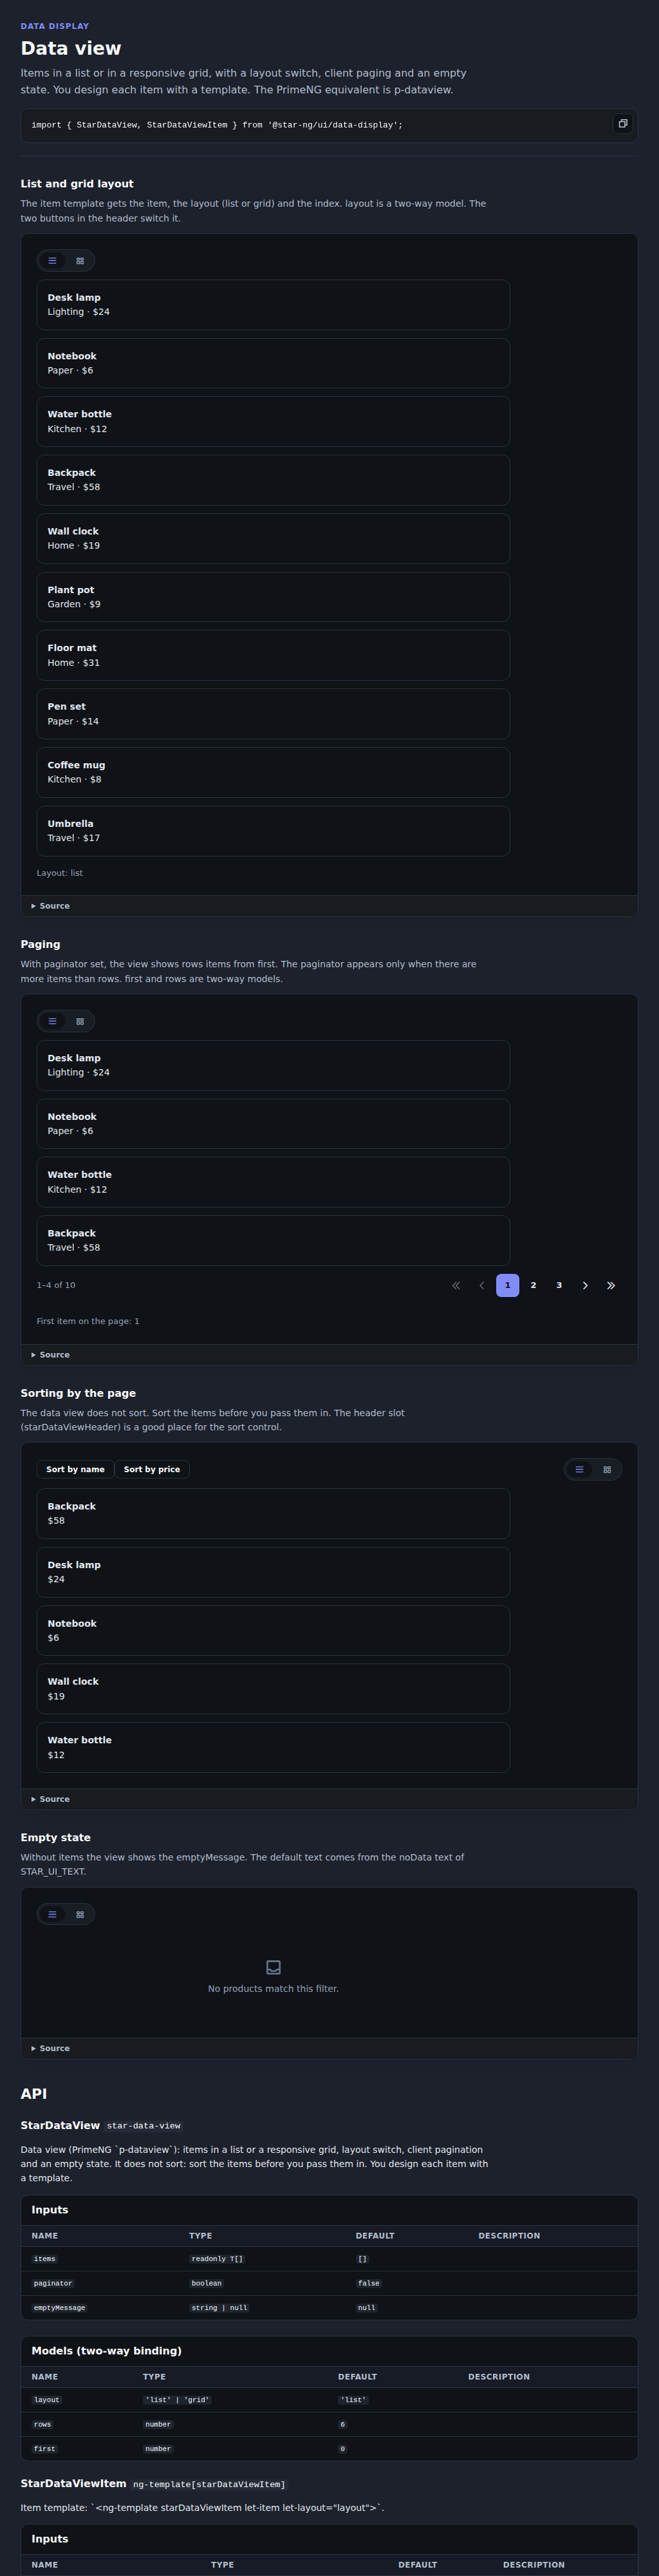 DATA DISPLAY
Data view
Items in a list or in a responsive grid, with a layout switch, client paging and an empty
state. You design each item with a template. The PrimeNG equivalent is p-dataview.
import { StarDataView, StarDataViewItem } from '@star-ng/ui/data-display';
List and grid layout
The item template gets the item, the layout (list or grid) and the index. layout is a two-way model. The
two buttons in the header switch it.
Desk lamp
Lighting · $24
Notebook
Paper · $6
Water bottle
Kitchen · $12
Backpack
Travel · $58
Wall clock
Home · $19
Plant pot
Garden · $9
Floor mat
Home · $31
Pen set
Paper · $14
Coffee mug
Kitchen · $8
Umbrella
Travel · $17
Layout: list
Source
Paging
With paginator set, the view shows rows items from first. The paginator appears only when there are
more items than rows. first and rows are two-way models.
Desk lamp
Lighting · $24
Notebook
Paper · $6
Water bottle
Kitchen · $12
Backpack
Travel · $58
1–4 of 10 1 2 3
First item on the page: 1
Source
Sorting by the page
The data view does not sort. Sort the items before you pass them in. The header slot
(starDataViewHeader) is a good place for the sort control.
Sort by name Sort by price
Backpack
$58
Desk lamp
$24
Notebook
$6
Wall clock
$19
Water bottle
$12
Source
Empty state
Without items the view shows the emptyMessage. The default text comes from the noData text of
STAR_UI_TEXT.
No products match this filter.
Source
API
StarDataView star-data-view
Data view (PrimeNG `p-dataview`): items in a list or a responsive grid, layout switch, client pagination
and an empty state. It does not sort: sort the items before you pass them in. You design each item with
a template.
Inputs
NAME TYPE DEFAULT DESCRIPTION
items readonly T[] []
paginator boolean false
emptyMessage string | null null
Models (two-way binding)
NAME TYPE DEFAULT DESCRIPTION
layout 'list' | 'grid' 'list'
rows number 6
first number 0
StarDataViewItem ng-template[starDataViewItem]
Item template: `<ng-template starDataViewItem let-item let-layout="layout">`.
Inputs
NAME TYPE DEFAULT DESCRIPTION